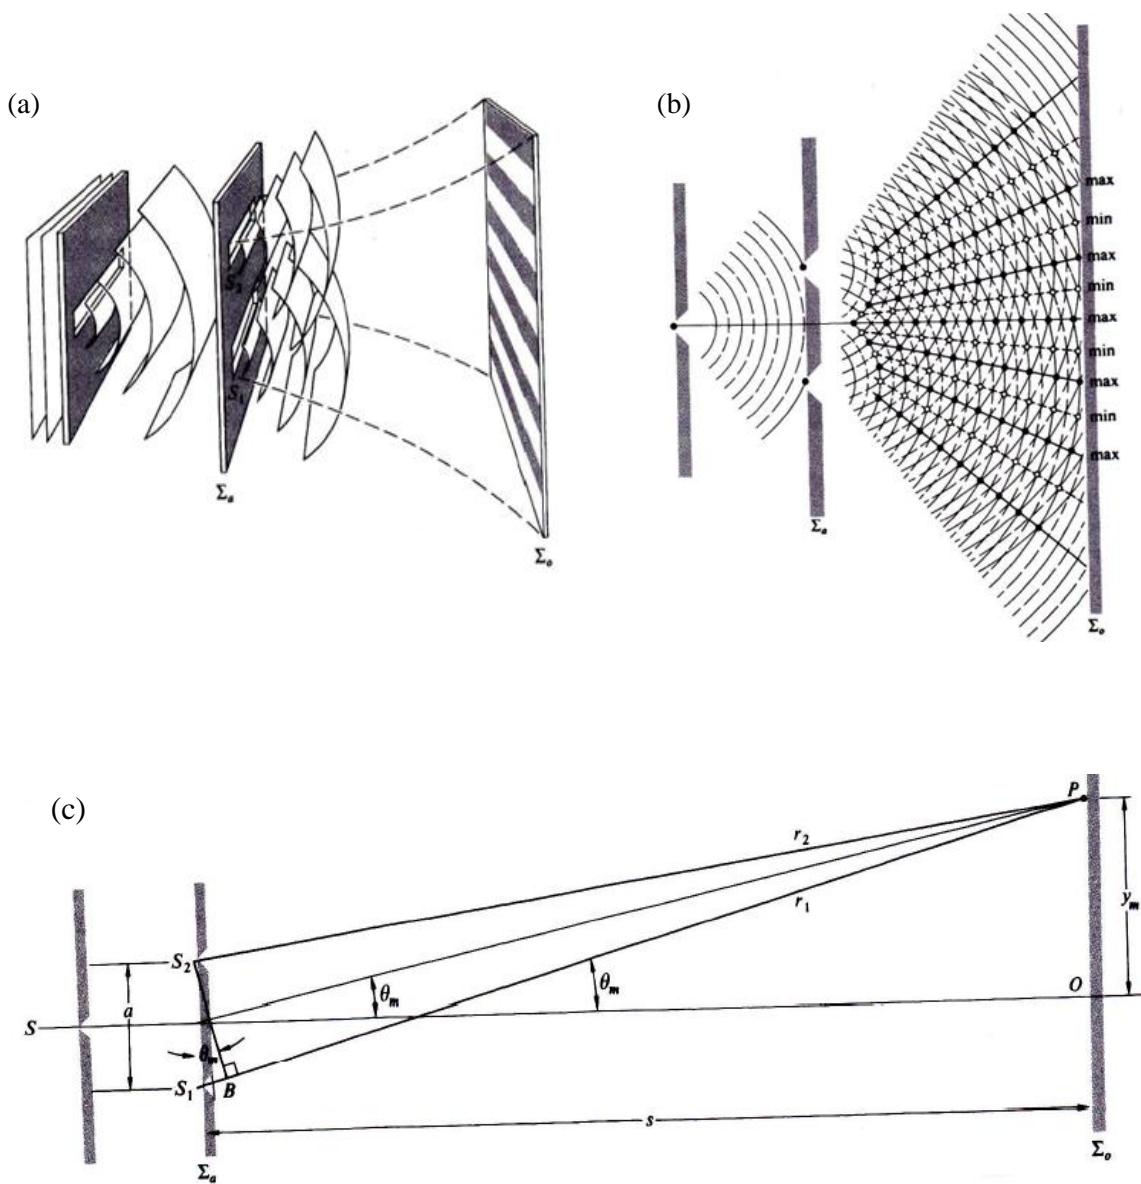 (a)
S₂
S₁
Σₐ
Σₒ
(b)
max
min
max
min
max
min
max
min
max
Σₐ
Σₒ
(c)
P
r₂
r₁
yₘ
S₂
θₘ
θₘ
O
a
S
θₘ
S₁
B
s
Σₐ
Σₒ